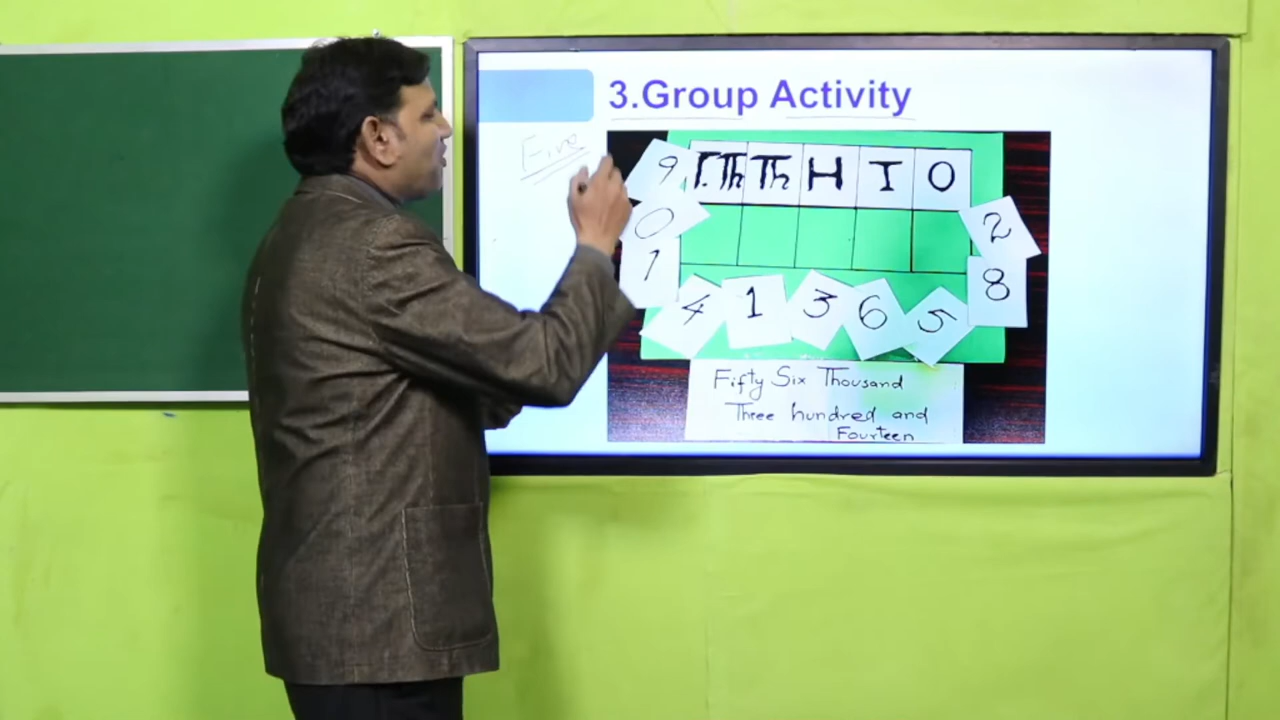 3.Group Activity
Five
9 T.Th Th H T O
0 2
1 8
4 1 3 6 5
Fifty Six Thousand
Three hundred and
Fourteen